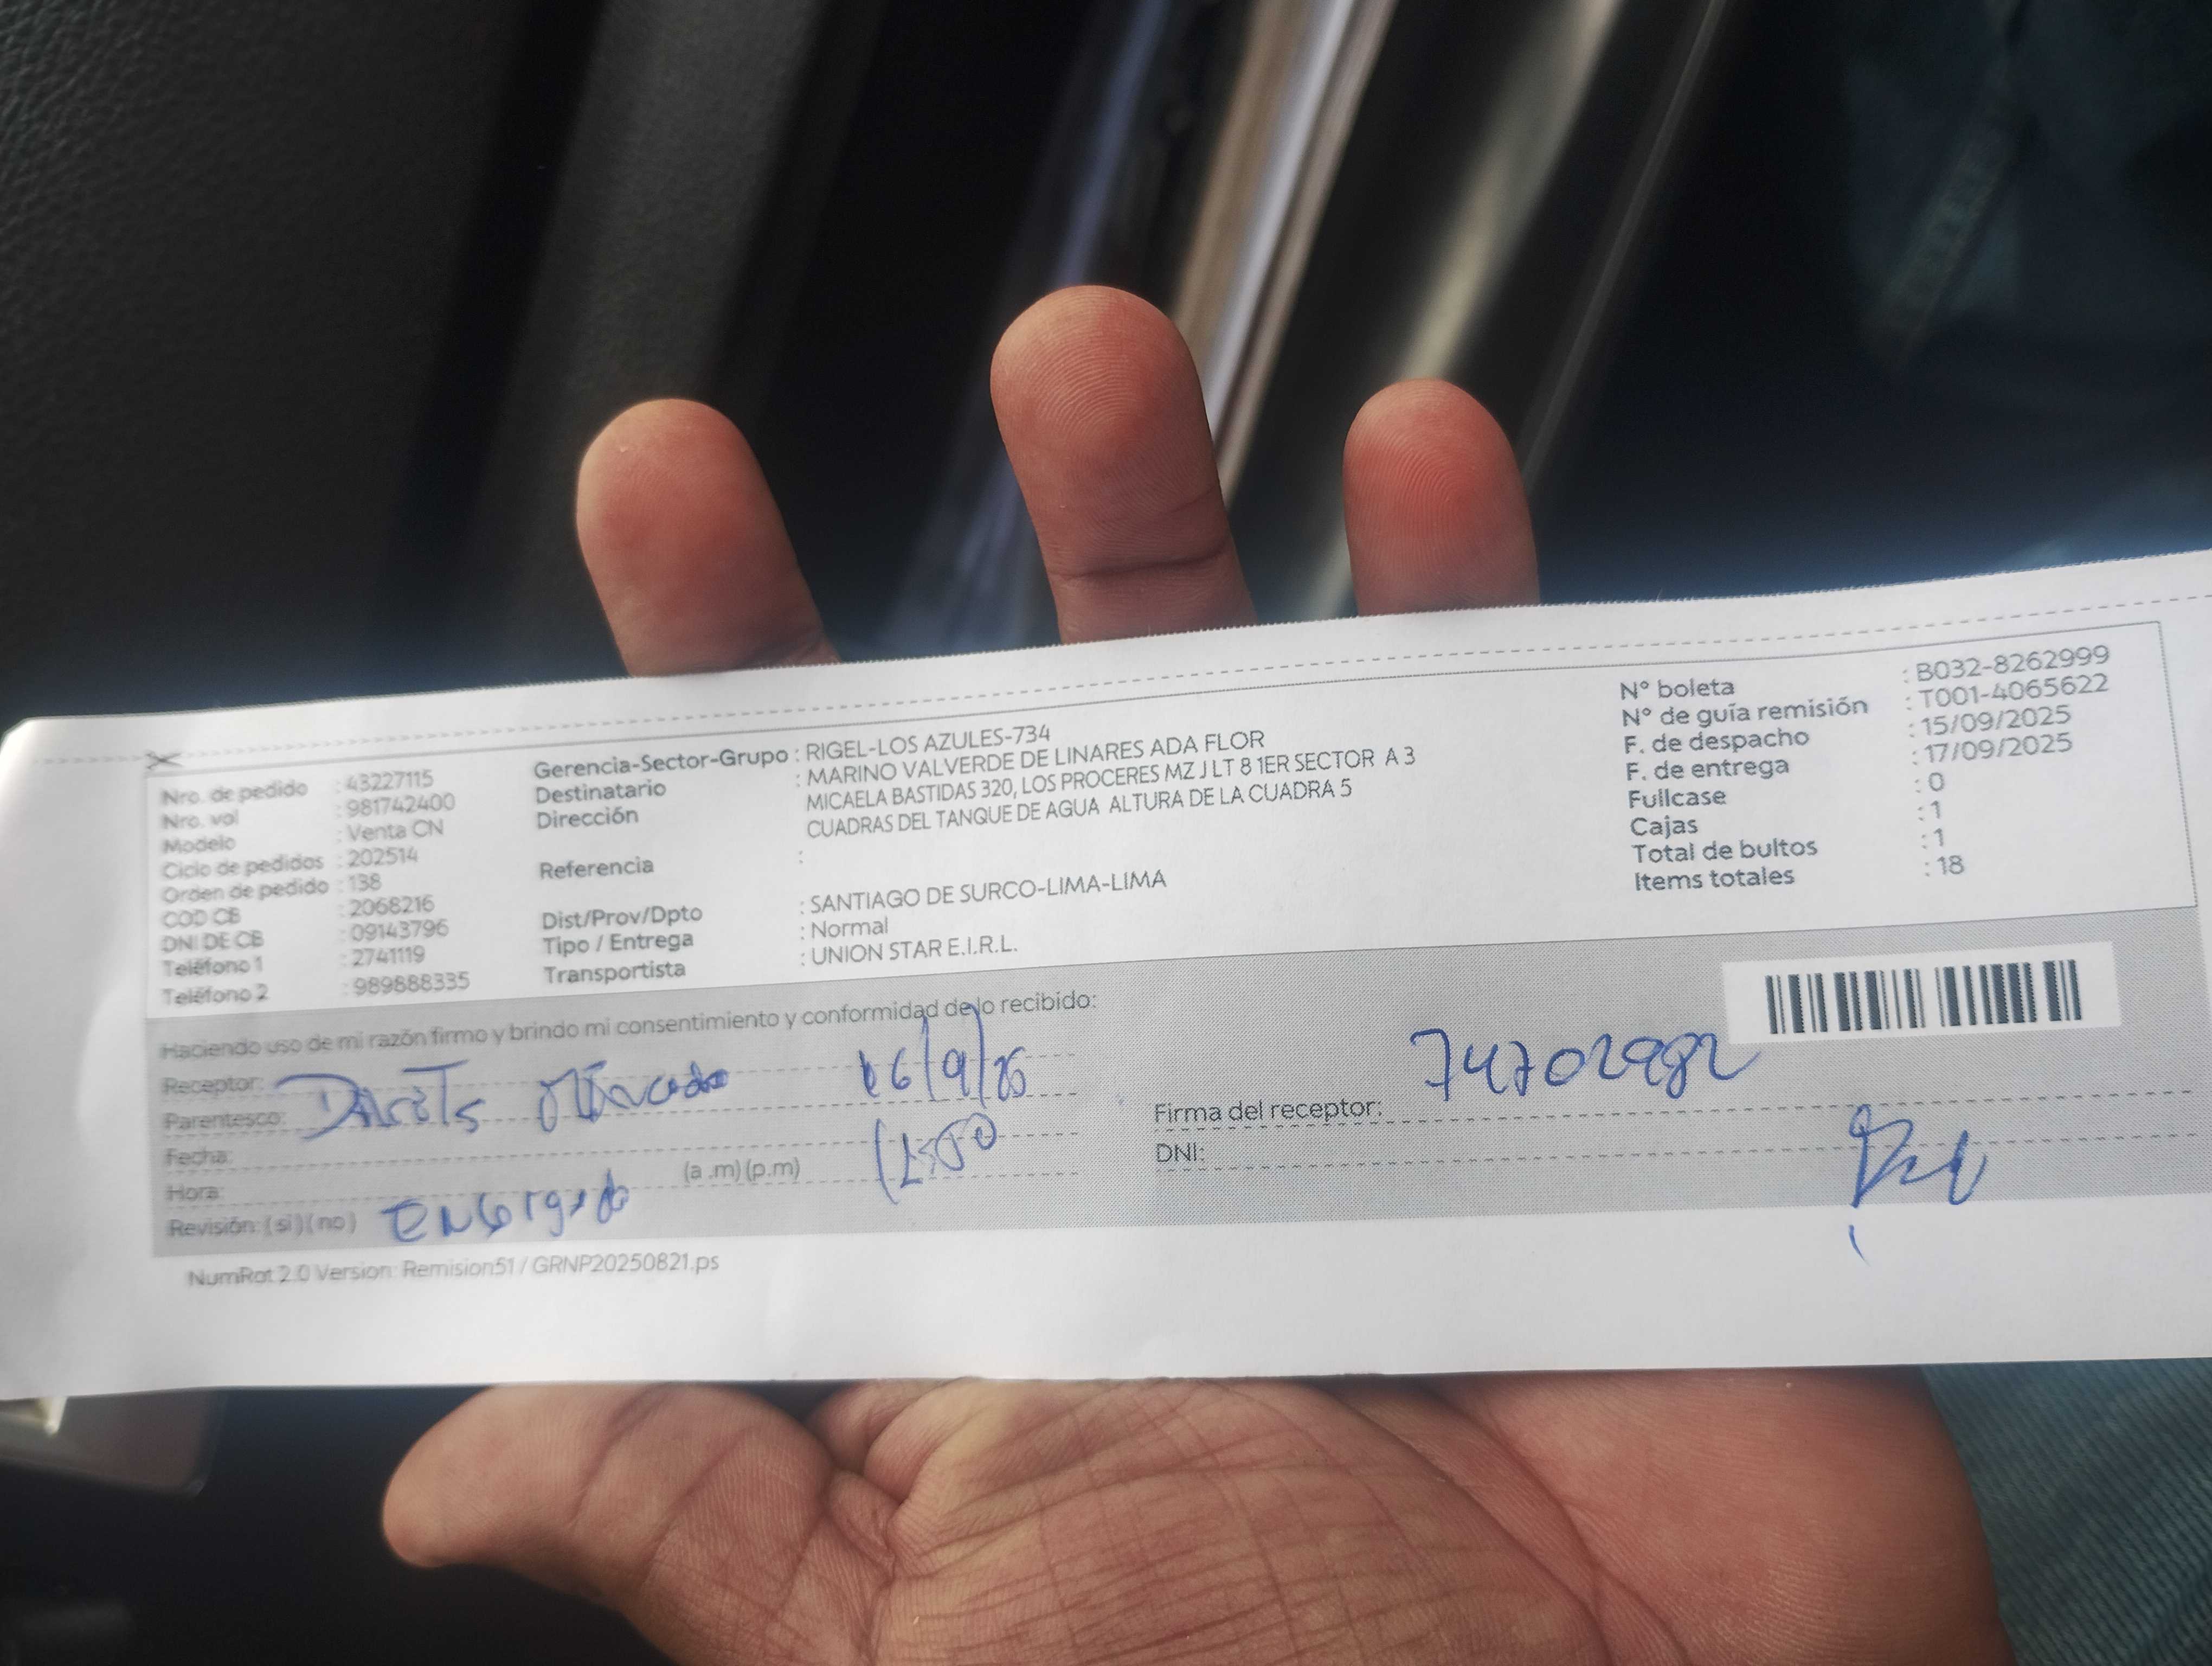 Nro. de pedido : 43227115
Nro. vol : 981742400
Modelo : Venta CN
Ciclo de pedidos : 202514
Orden de pedido : 138
COD CB : 2068216
DNI DE CB : 09143796
Teléfono 1 : 2741119
Teléfono 2 : 989888335
Gerencia-Sector-Grupo : RIGEL-LOS AZULES-734
Destinatario : MARINO VALVERDE DE LINARES ADA FLOR
Dirección MICAELA BASTIDAS 320, LOS PROCERES MZ J LT 8 1ER SECTOR A 3
CUADRAS DEL TANQUE DE AGUA ALTURA DE LA CUADRA 5
Referencia :
Dist/Prov/Dpto : SANTIAGO DE SURCO-LIMA-LIMA
Tipo / Entrega : Normal
Transportista : UNION STAR E.I.R.L.
N° boleta : B032-8262999
N° de guía remisión : T001-4065622
F. de despacho : 15/09/2025
F. de entrega : 17/09/2025
Fullcase : 0
Cajas : 1
Total de bultos : 1
Items totales : 18
Haciendo uso de mi razón firmo y brindo mi consentimiento y conformidad de lo recibido:
Receptor:
Parentesco:
Fecha:
Hora: (a .m) (p.m)
Revisión: (si) (no)
Firma del receptor: 74702982
DNI:
NumRot 2.0 Version: Remision51 / GRNP20250821.ps